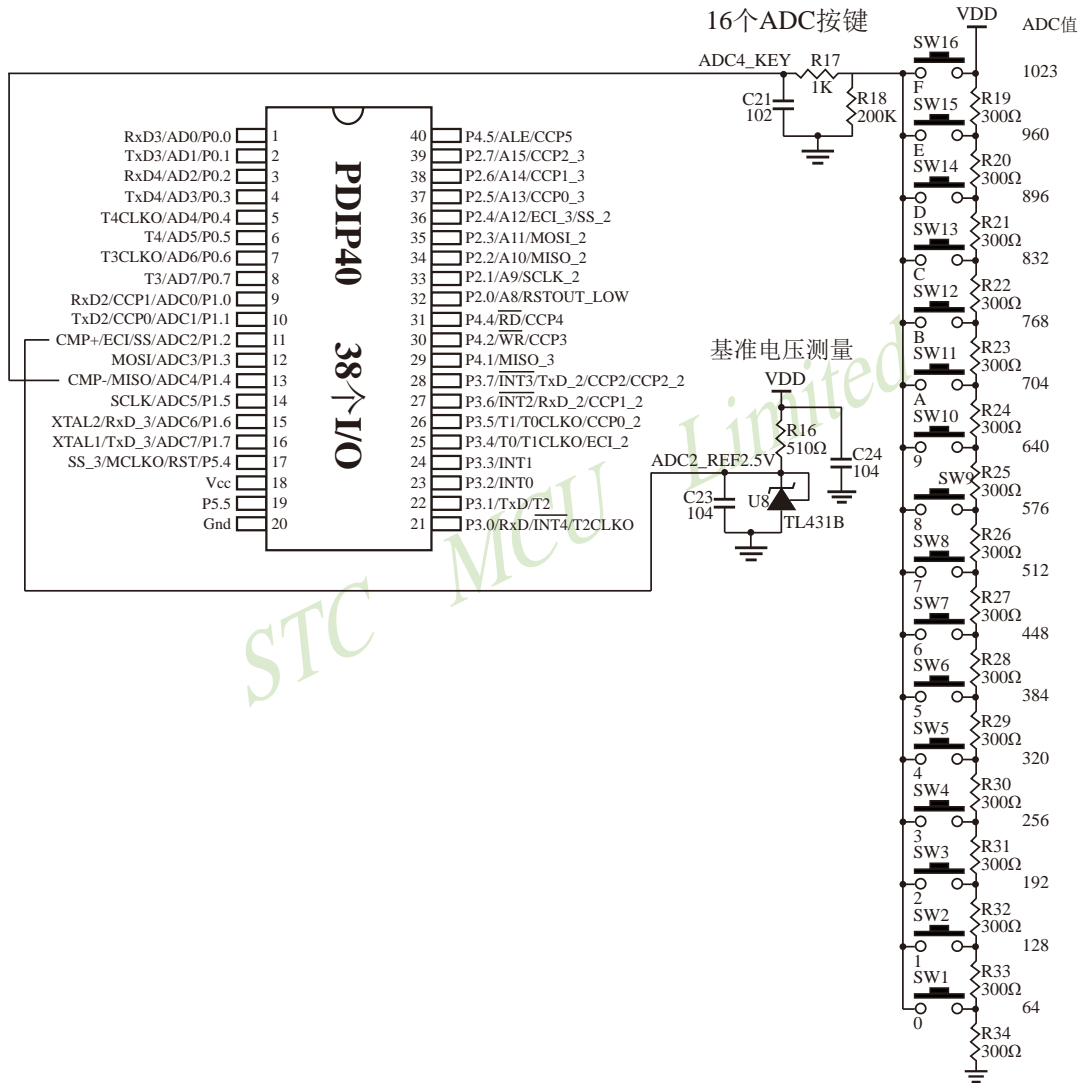 16个ADC按键
VDD
ADC值
ADC4_KEY
R17
1K
C21
102
R18
200K
SW16
F
1023
R19
300Ω
SW15
E
960
R20
300Ω
SW14
D
896
R21
300Ω
SW13
C
832
R22
300Ω
SW12
B
768
R23
300Ω
SW11
A
704
R24
300Ω
SW10
9
640
R25
300Ω
SW9
8
576
R26
300Ω
SW8
7
512
R27
300Ω
SW7
6
448
R28
300Ω
SW6
5
384
R29
300Ω
SW5
4
320
R30
300Ω
SW4
3
256
R31
300Ω
SW3
2
192
R32
300Ω
SW2
1
128
R33
300Ω
SW1
0
64
R34
300Ω
PDIP40 38个I/O
RxD3/AD0/P0.0 1
TxD3/AD1/P0.1 2
RxD4/AD2/P0.2 3
TxD4/AD3/P0.3 4
T4CLKO/AD4/P0.4 5
T4/AD5/P0.5 6
T3CLKO/AD6/P0.6 7
T3/AD7/P0.7 8
RxD2/CCP1/ADC0/P1.0 9
TxD2/CCP0/ADC1/P1.1 10
CMP+/ECI/SS/ADC2/P1.2 11
MOSI/ADC3/P1.3 12
CMP-/MISO/ADC4/P1.4 13
SCLK/ADC5/P1.5 14
XTAL2/RxD_3/ADC6/P1.6 15
XTAL1/TxD_3/ADC7/P1.7 16
SS_3/MCLKO/RST/P5.4 17
Vcc 18
P5.5 19
Gnd 20
40 P4.5/ALE/CCP5
39 P2.7/A15/CCP2_3
38 P2.6/A14/CCP1_3
37 P2.5/A13/CCP0_3
36 P2.4/A12/ECI_3/SS_2
35 P2.3/A11/MOSI_2
34 P2.2/A10/MISO_2
33 P2.1/A9/SCLK_2
32 P2.0/A8/RSTOUT_LOW
31 P4.4/RD/CCP4
30 P4.2/WR/CCP3
29 P4.1/MISO_3
28 P3.7/INT3/TxD_2/CCP2/CCP2_2
27 P3.6/INT2/RxD_2/CCP1_2
26 P3.5/T1/T0CLKO/CCP0_2
25 P3.4/T0/T1CLKO/ECI_2
24 P3.3/INT1
23 P3.2/INT0
22 P3.1/TxD/T2
21 P3.0/RxD/INT4/T2CLKO
基准电压测量
VDD
R16
510Ω
ADC2_REF2.5V
C24
104
C23
104
U8
TL431B
STC MCU Limited